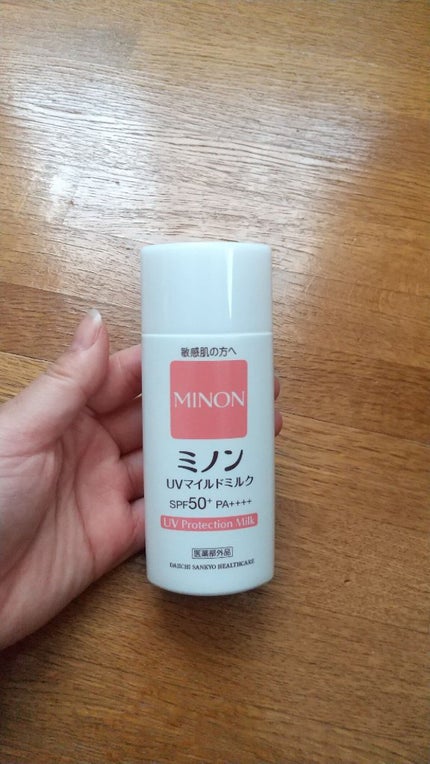 敏感肌の方へ
MINON
ミノン
UVマイルドミルク
SPF50+ PA++++
UV Protection Milk
医薬部外品
DAIICHI SANKYO HEALTHCARE